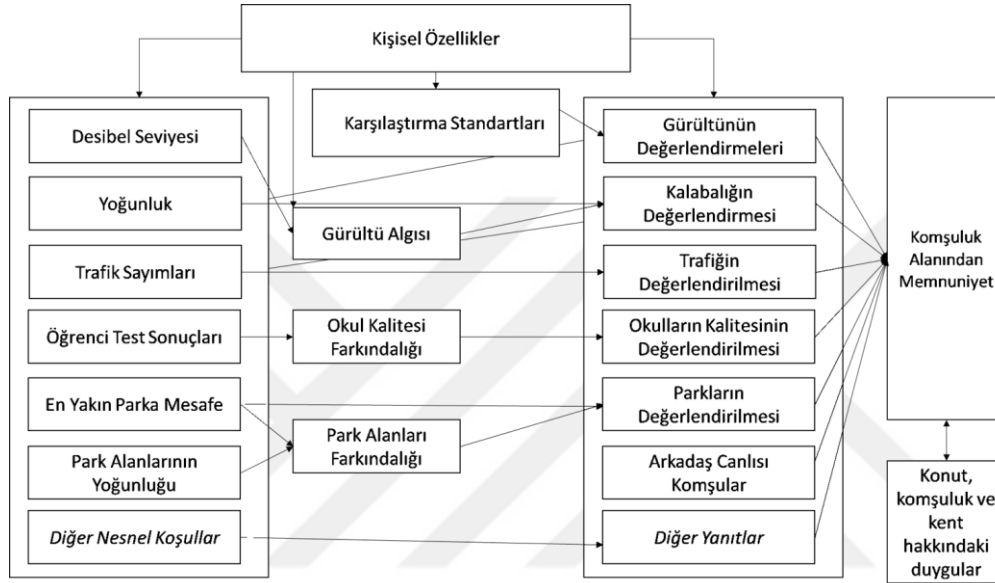 Kişisel Özellikler
Karşılaştırma Standartları
Desibel Seviyesi
Yoğunluk
Trafik Sayımları
Öğrenci Test Sonuçları
En Yakın Parka Mesafe
Park Alanlarının
Yoğunluğu
Diğer Nesnel Koşullar
Gürültü Algısı
Okul Kalitesi
Farkındalığı
Park Alanları
Farkındalığı
Gürültünün
Değerlendirmeleri
Kalabalığın
Değerlendirmesi
Trafiğin
Değerlendirilmesi
Okulların Kalitesinin
Değerlendirilmesi
Parkların
Değerlendirilmesi
Arkadaş Canlısı
Komşular
Diğer Yanıtlar
Komşuluk
Alanından
Memnuniyet
Konut,
komşuluk ve
kent
hakkındaki
duygular